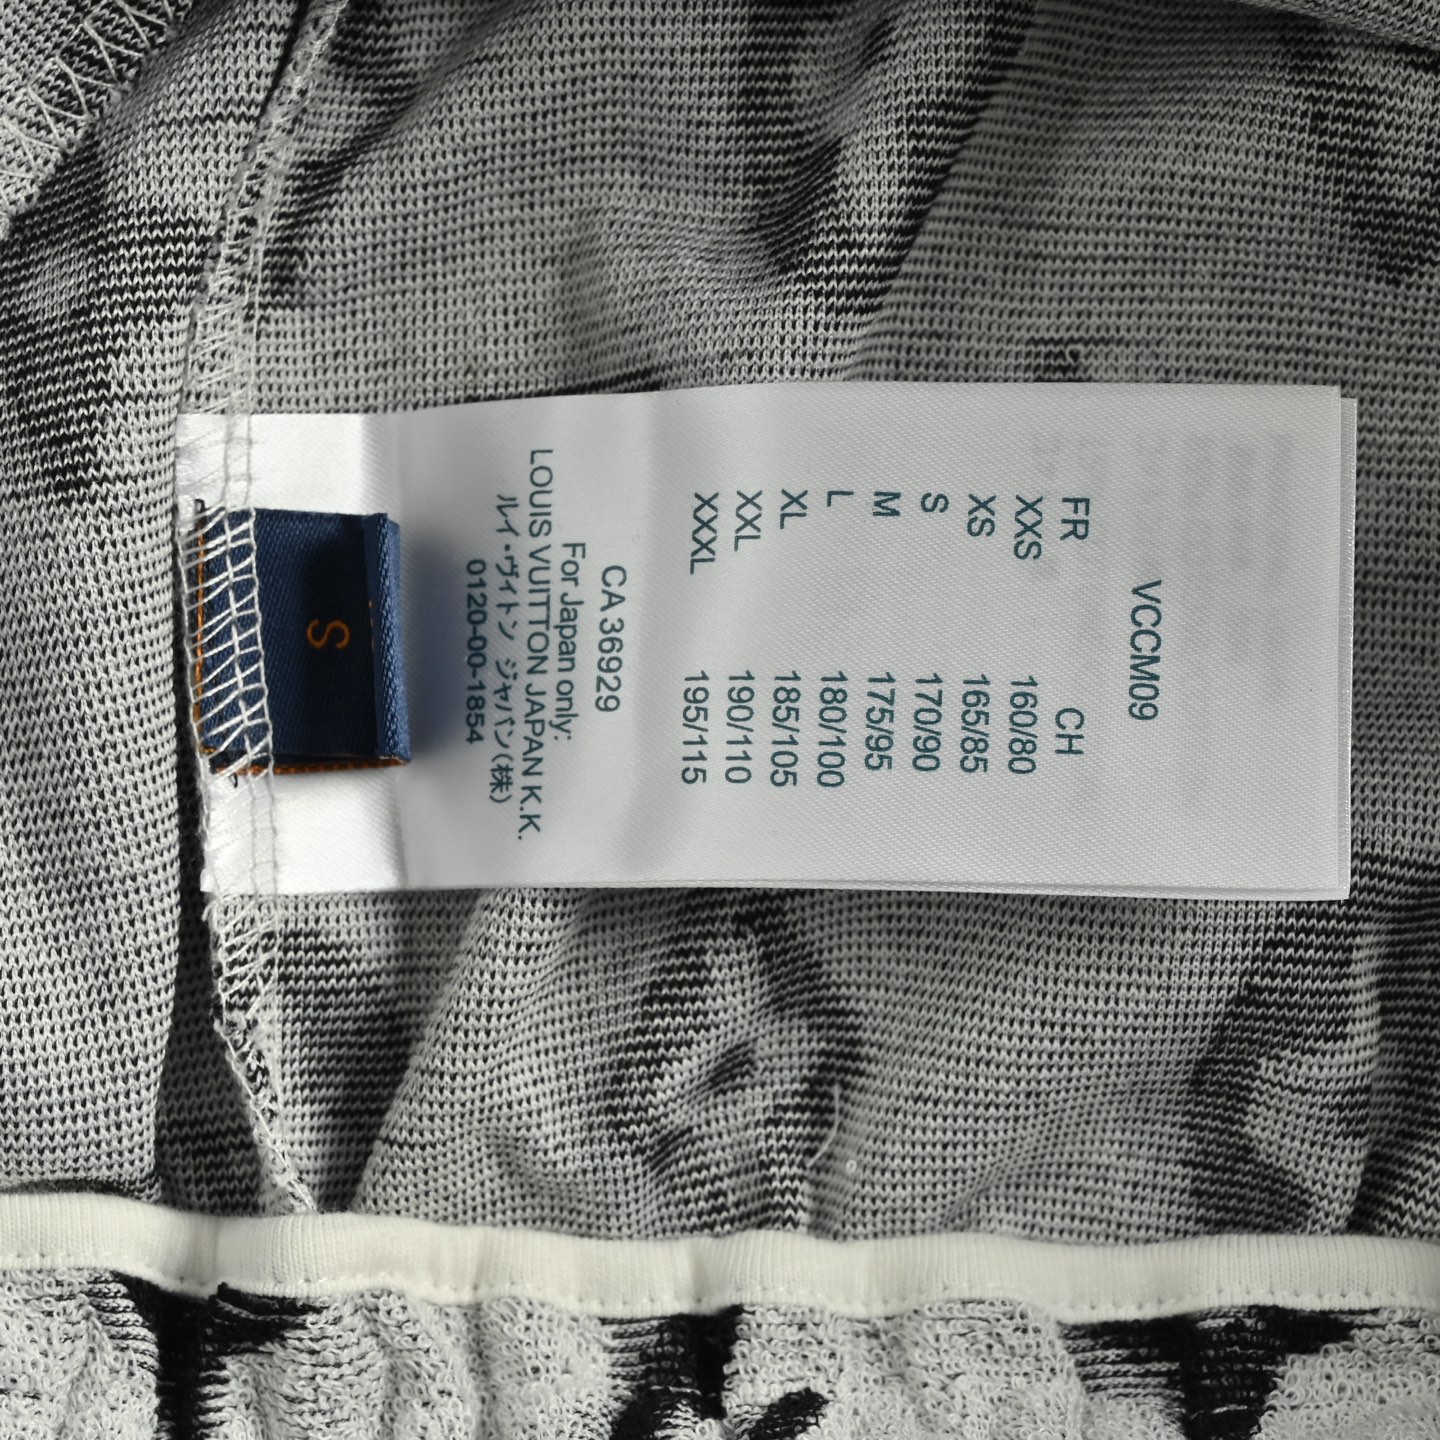 VCCM09
FR CH
XXS 160/80
XS 165/85
S 170/90
M 175/95
L 180/100
XL 185/105
XXL 190/110
XXXL 195/115
CA 36929
For Japan only:
LOUIS VUITTON JAPAN K.K.
ルイ・ヴィトン ジャパン(株)
0120-00-1854
S